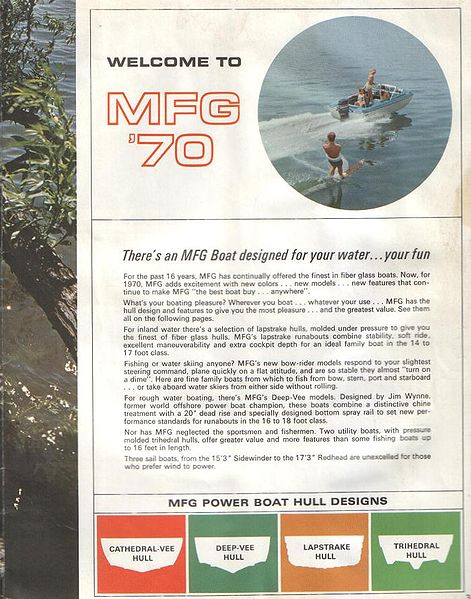 WELCOME TO
MFG
'70
There's an MFG Boat designed for your water...your fun
For the past 16 years, MFG has continually offered the finest in fiber glass boats. Now, for
1970, MFG adds excitement with new colors . . . new models . . . new features that con-
tinue to make MFG "the best boat buy . . . anywhere".
What's your boating pleasure? Wherever you boat . . . whatever your use . . . MFG has the
hull design and features to give you the most pleasure . . . and the greatest value. See them
all on the following pages.
For inland water there's a selection of lapstrake hulls, molded under pressure to give you
the finest of fiber glass hulls. MFG's lapstrake runabouts combine stability, soft ride,
excellent maneuverability and extra cockpit depth for an ideal family boat in the 14 to
17 foot class.
Fishing or water skiing anyone? MFG's new bow-rider models respond to your slightest
steering command, plane quickly on a flat attitude, and are so stable they almost "turn on
a dime". Here are fine family boats from which to fish from bow, stern, port and starboard
. . . or take aboard water skiers from either side without rolling.
For rough water boating, there's MFG's Deep-Vee models. Designed by Jim Wynne,
former world offshore power boat champion, these boats combine a distinctive chine
treatment with a 20° dead rise and specially designed bottom spray rail to set new per-
formance standards for runabouts in the 16 to 18 foot class.
Nor has MFG neglected the sportsmen and fishermen. Two utility boats, with pressure
molded trihedral hulls, offer greater value and more features than some fishing boats up
to 16 feet in length.
Three sail boats, from the 15'3" Sidewinder to the 17'3" Redhead are unexcelled for those
who prefer wind to power.
MFG POWER BOAT HULL DESIGNS
CATHEDRAL-VEE
HULL
DEEP-VEE
HULL
LAPSTRAKE
HULL
TRIHEDRAL
HULL